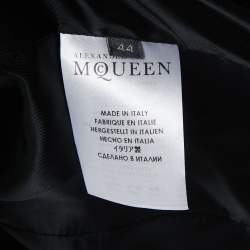 44
ALEXANDER
McQUEEN
MADE IN ITALY
FABRIQUE EN ITALIE
HERGESTELLT IN ITALIEN
HECHO EN ITALIA
イタリア製
СДЕЛАНО В ИТАЛИИ